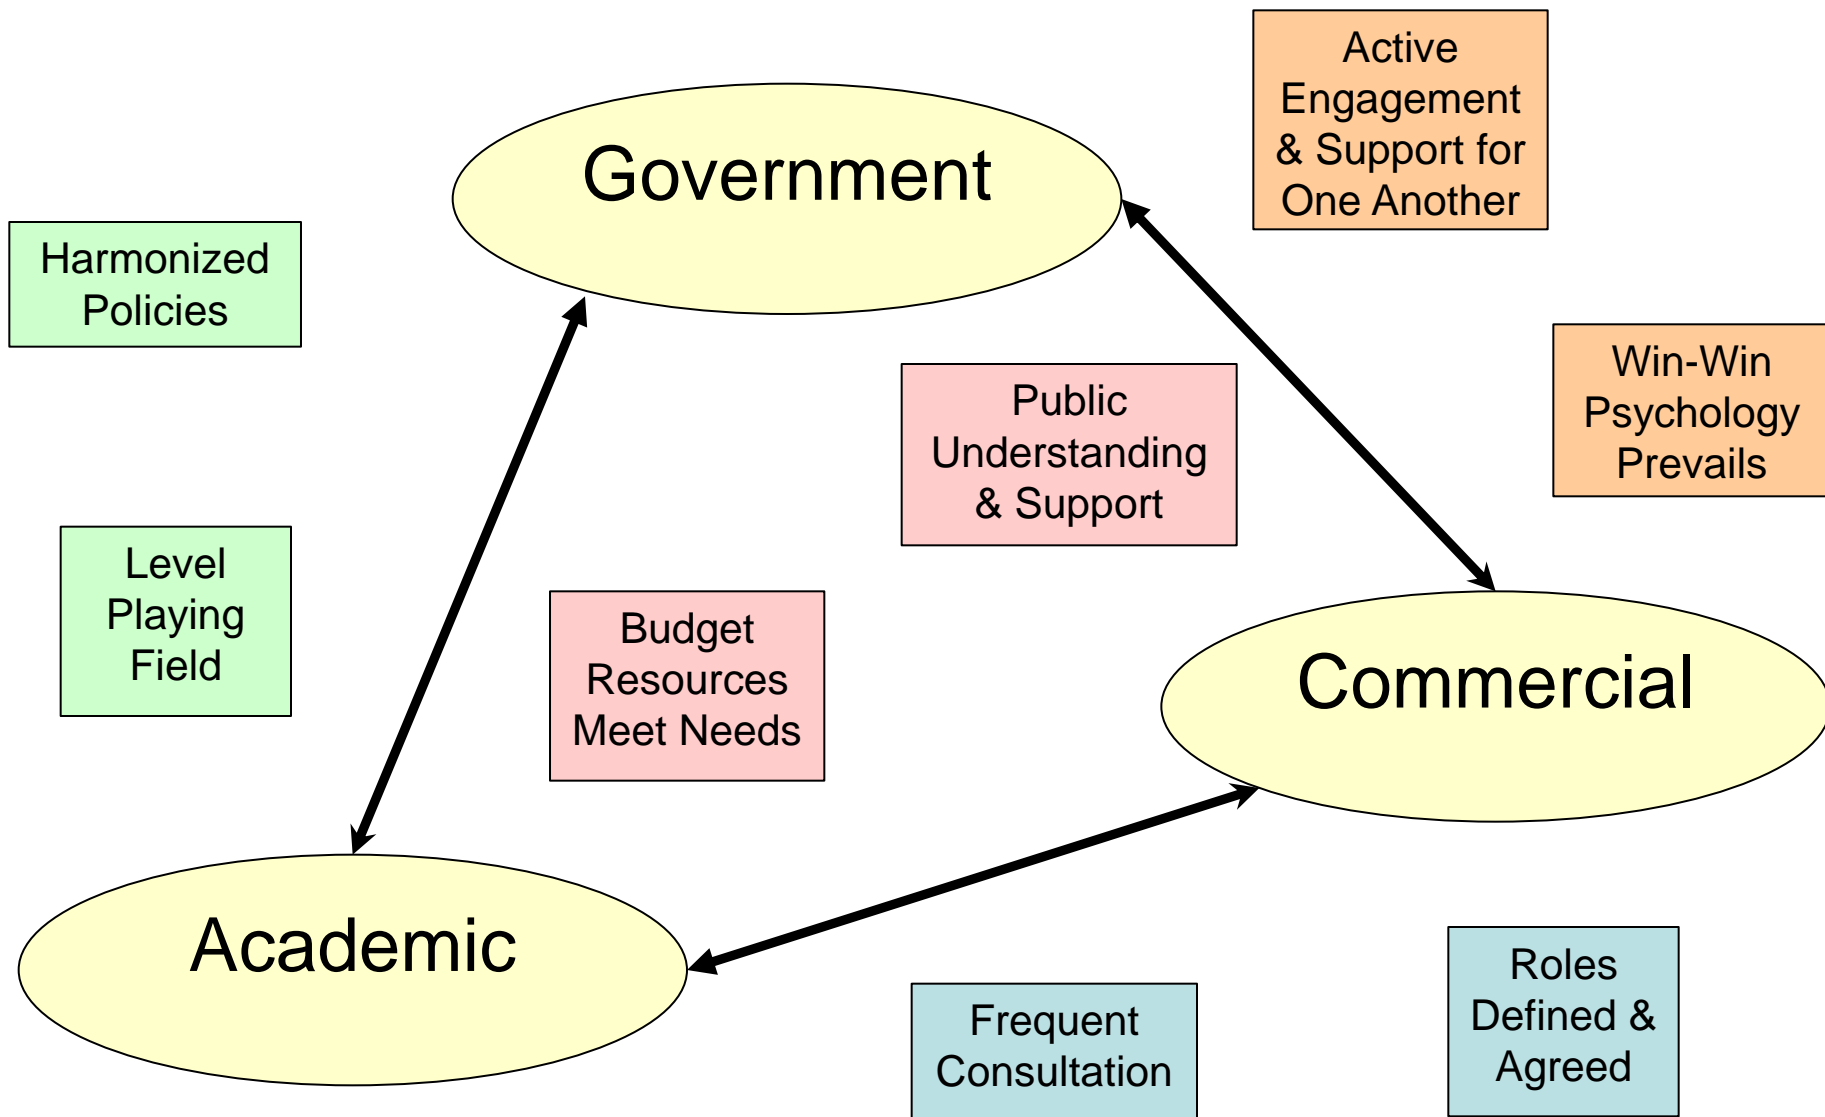 Active
Engagement
& Support for
One Another
Government
Harmonized
Policies
Win-Win
Psychology
Prevails
Public
Understanding
& Support
Level
Playing
Field
Budget
Resources
Meet Needs
Commercial
Academic
Roles
Defined &
Agreed
Frequent
Consultation